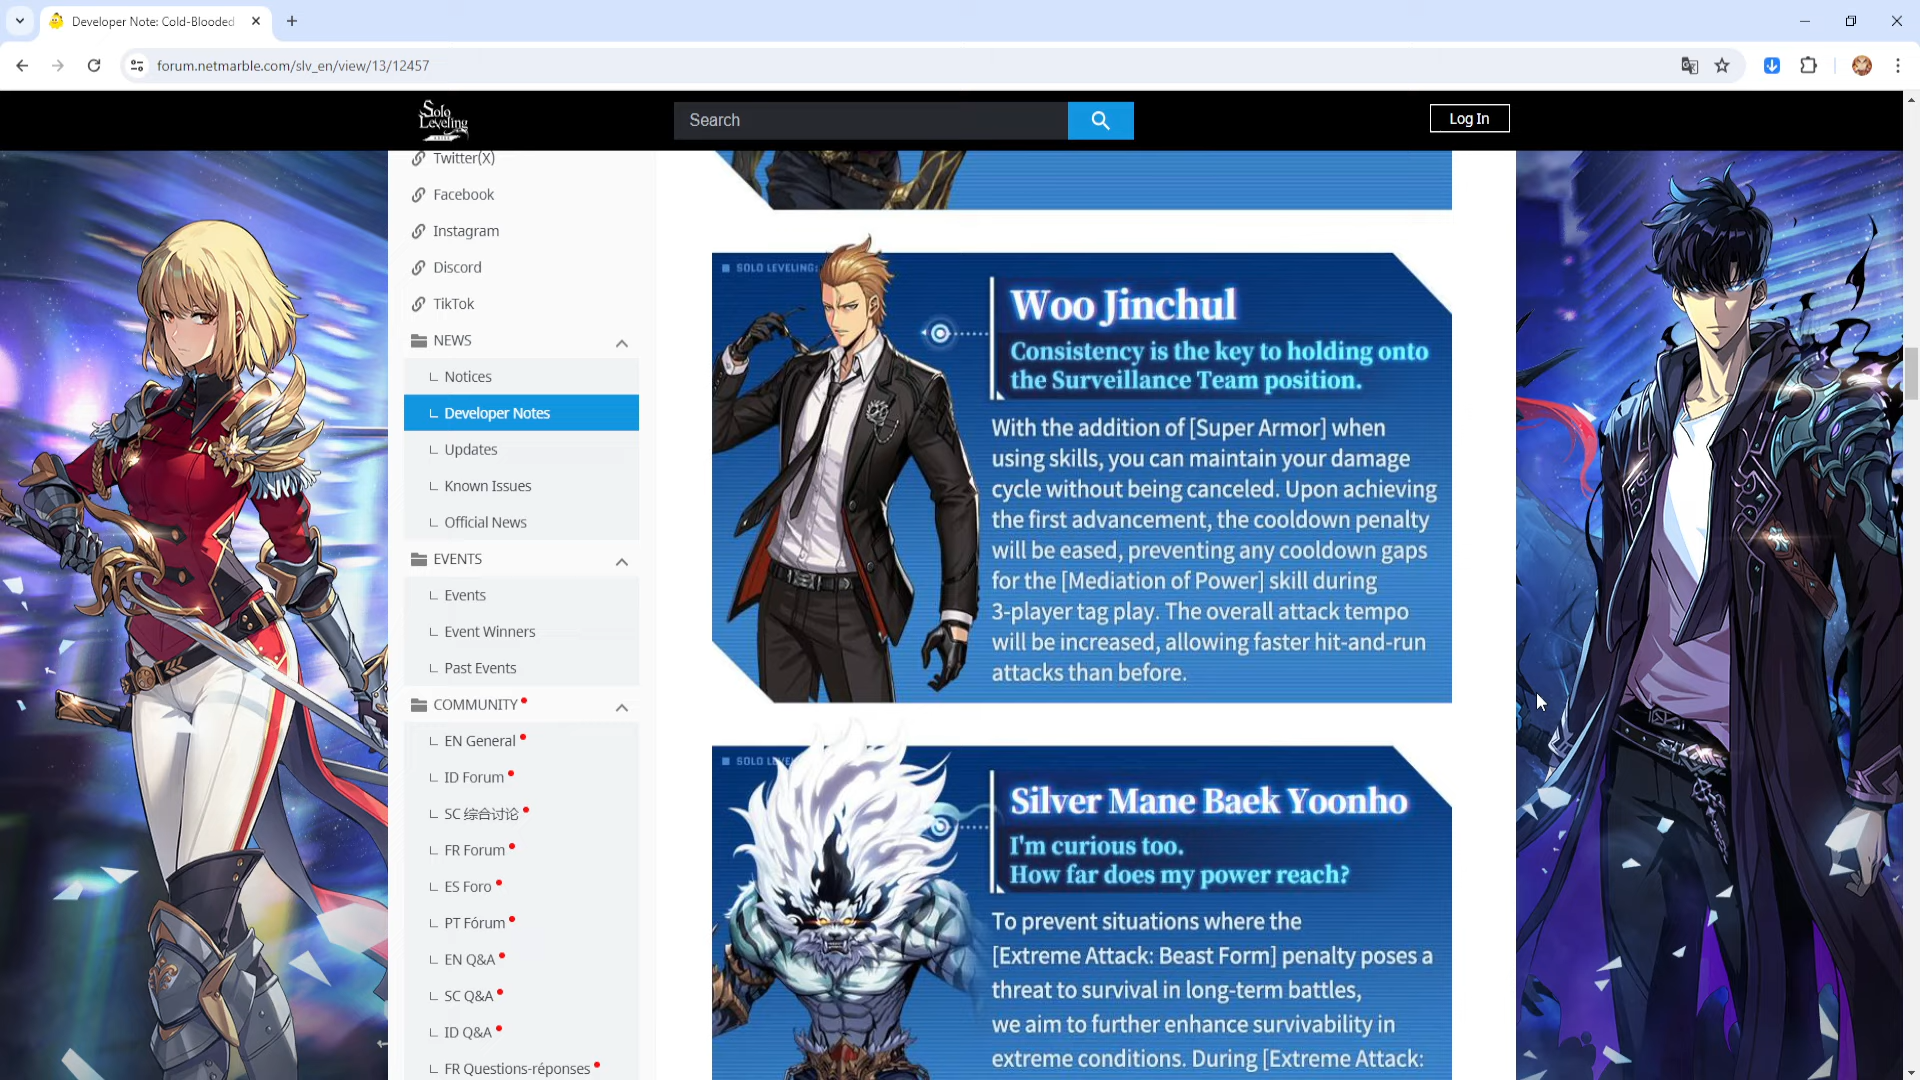 Developer Note: Cold-Blooded
forum.netmarble.com/slv_en/view/13/12457
Solo
Leveling
Search
Log In
Twitter(X)
Facebook
Instagram
Discord
TikTok
NEWS
Notices
Developer Notes
Updates
Known Issues
Official News
EVENTS
Events
Event Winners
Past Events
COMMUNITY
EN General
ID Forum
SC 综合讨论
FR Forum
ES Foro
PT Fórum
EN Q&A
SC Q&A
ID Q&A
FR Questions-réponses
SOLO LEVELING:
Woo Jinchul
Consistency is the key to holding onto
the Surveillance Team position.
With the addition of [Super Armor] when
using skills, you can maintain your damage
cycle without being canceled. Upon achieving
the first advancement, the cooldown penalty
will be eased, preventing any cooldown gaps
for the [Mediation of Power] skill during
3-player tag play. The overall attack tempo
will be increased, allowing faster hit-and-run
attacks than before.
SOLO LEVE
Silver Mane Baek Yoonho
I'm curious too.
How far does my power reach?
To prevent situations where the
[Extreme Attack: Beast Form] penalty poses a
threat to survival in long-term battles,
we aim to further enhance survivability in
extreme conditions. During [Extreme Attack: